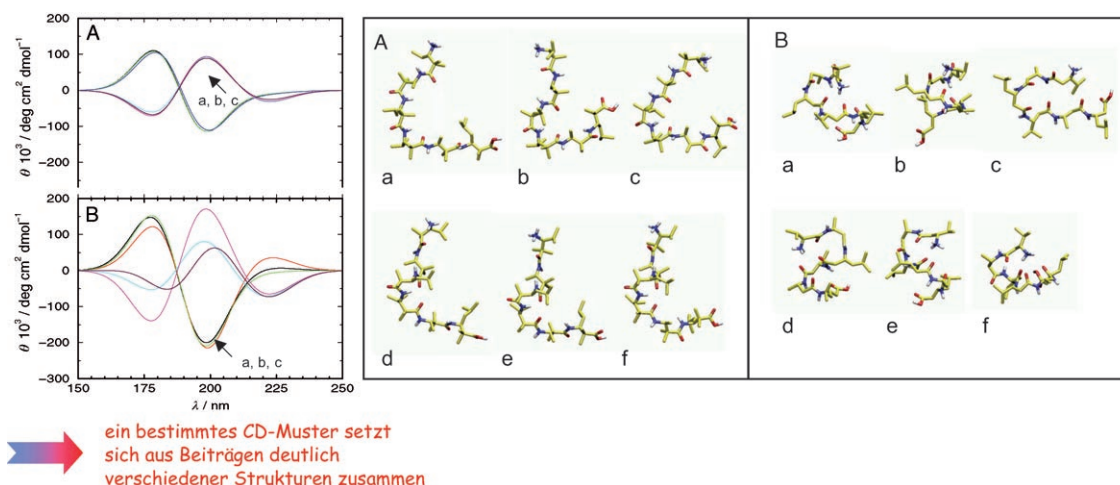 A
200
100
0
−100
−200
θ 10³ / deg cm² dmol⁻¹
a, b, c
B
200
100
0
−100
−200
−300
θ 10³ / deg cm² dmol⁻¹
a, b, c
150 175 200 225 250
λ / nm
A
a b c
d e f
B
a b c
d e f
ein bestimmtes CD-Muster setzt
sich aus Beiträgen deutlich
verschiedener Strukturen zusammen